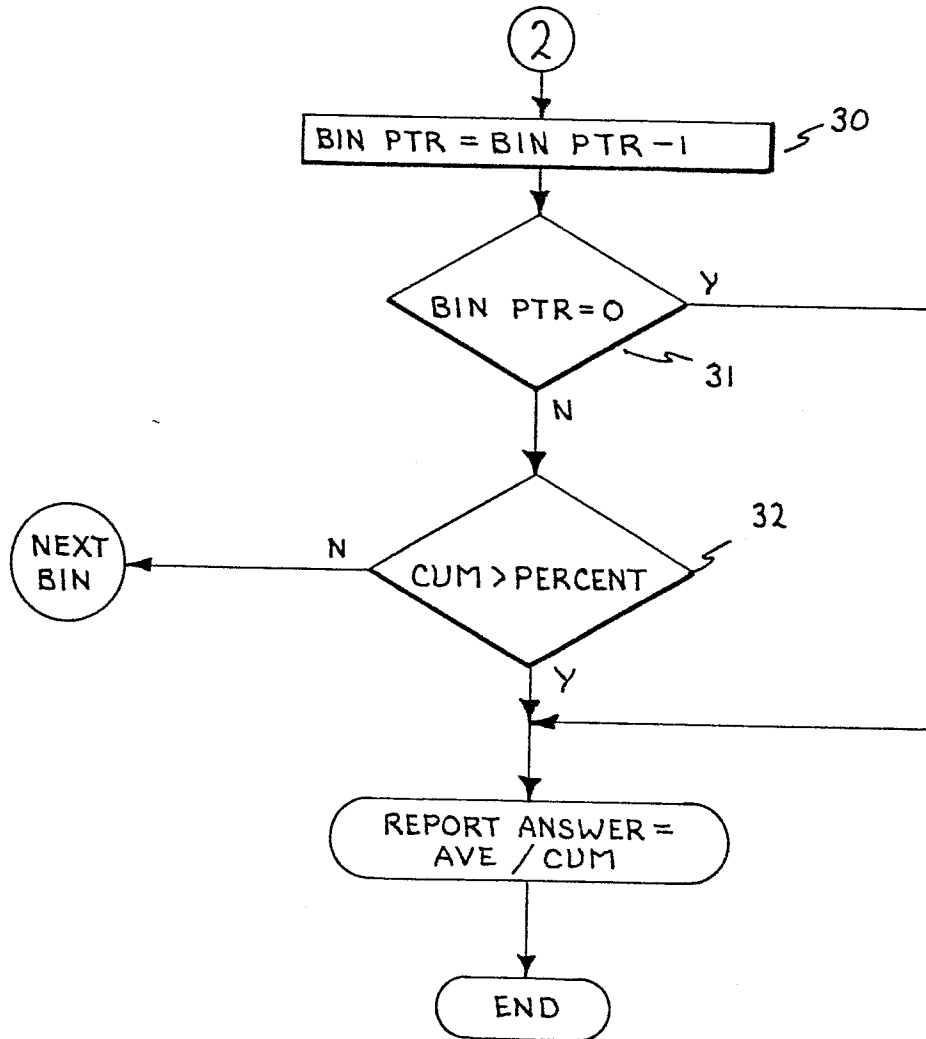 2
BIN PTR = BIN PTR - 1
30
BIN PTR = 0
Y
31
N
32
NEXT
BIN
N
CUM > PERCENT
Y
REPORT ANSWER =
AVE / CUM
END